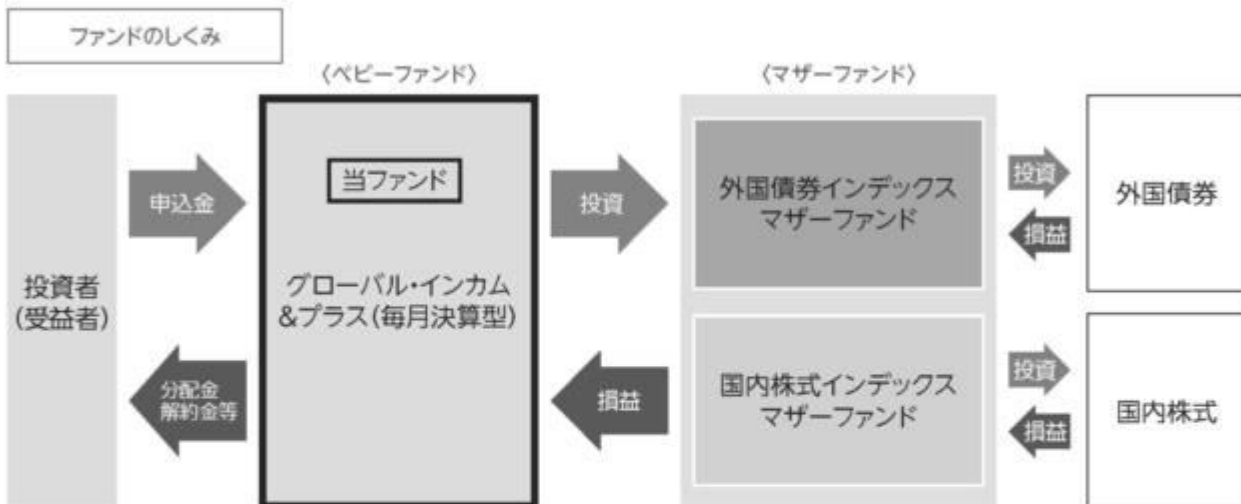 ファンドのしくみ
〈ベビーファンド〉
〈マザーファンド〉
投資者
(受益者)
申込金
分配金
解約金等
当ファンド
グローバル・インカム
&プラス(毎月決算型)
投資
損益
外国債券インデックス
マザーファンド
投資
損益
外国債券
国内株式インデックス
マザーファンド
投資
損益
国内株式